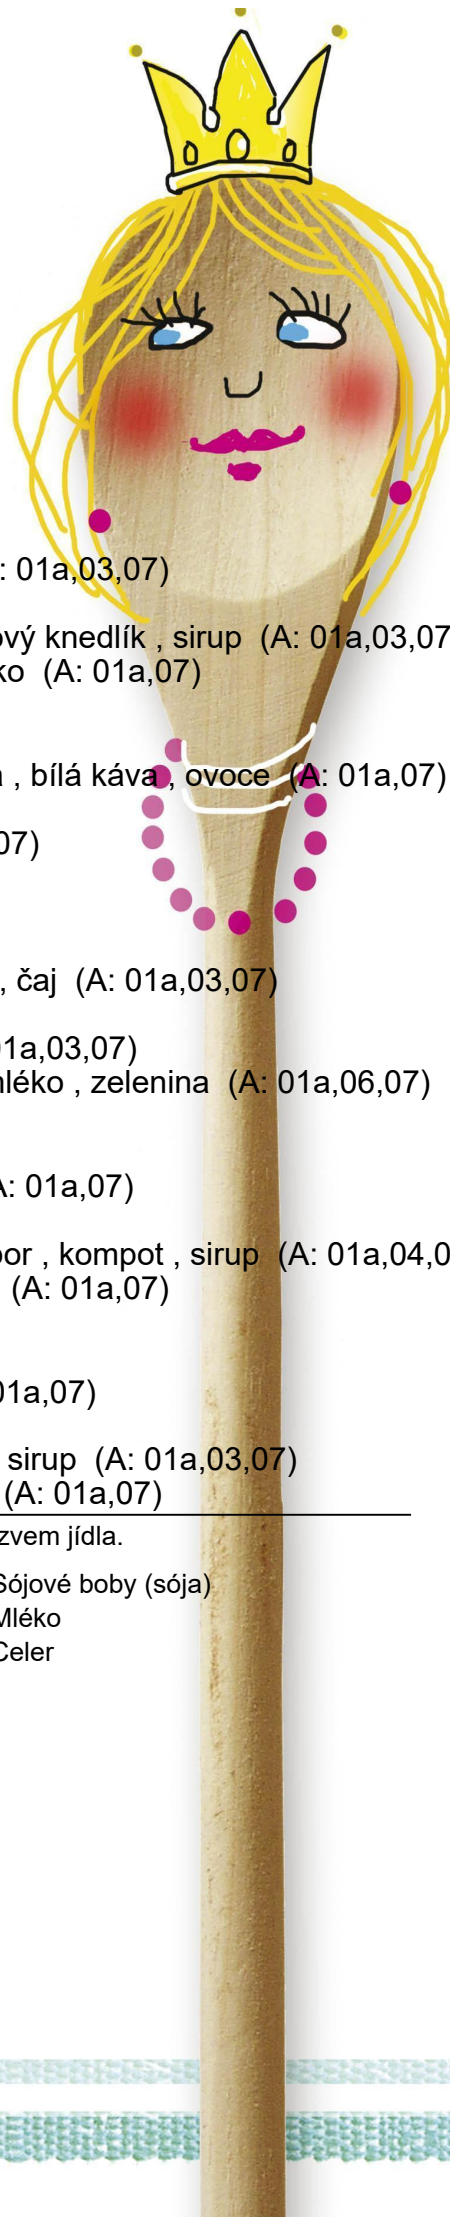 : 01a,03,07)
ový knedlík , sirup (A: 01a,03,07
ko (A: 01a,07)
, bílá káva , ovoce (A: 01a,07)
07)
, čaj (A: 01a,03,07)
01a,03,07)
mléko , zelenina (A: 01a,06,07)
A: 01a,07)
por , kompot , sirup (A: 01a,04,0
(A: 01a,07)
01a,07)
sirup (A: 01a,03,07)
(A: 01a,07)
zvem jídla.
Sójové boby (sója)
Mléko
Celer